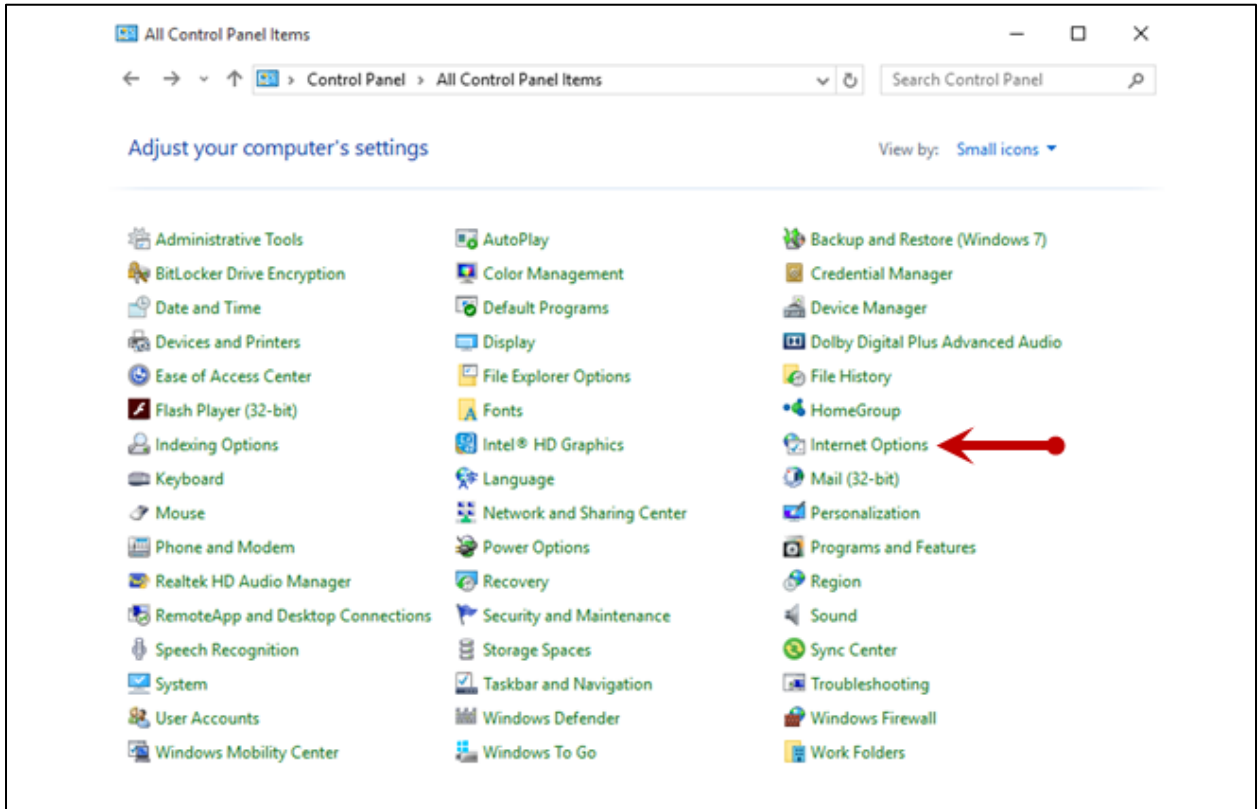 All Control Panel Items
Control Panel > All Control Panel Items
Search Control Panel
Adjust your computer's settings
View by: Small icons
Administrative Tools
AutoPlay
Backup and Restore (Windows 7)
BitLocker Drive Encryption
Color Management
Credential Manager
Date and Time
Default Programs
Device Manager
Devices and Printers
Display
Dolby Digital Plus Advanced Audio
Ease of Access Center
File Explorer Options
File History
Flash Player (32-bit)
Fonts
HomeGroup
Indexing Options
Intel® HD Graphics
Internet Options
Keyboard
Language
Mail (32-bit)
Mouse
Network and Sharing Center
Personalization
Phone and Modem
Power Options
Programs and Features
Realtek HD Audio Manager
Recovery
Region
RemoteApp and Desktop Connections
Security and Maintenance
Sound
Speech Recognition
Storage Spaces
Sync Center
System
Taskbar and Navigation
Troubleshooting
User Accounts
Windows Defender
Windows Firewall
Windows Mobility Center
Windows To Go
Work Folders